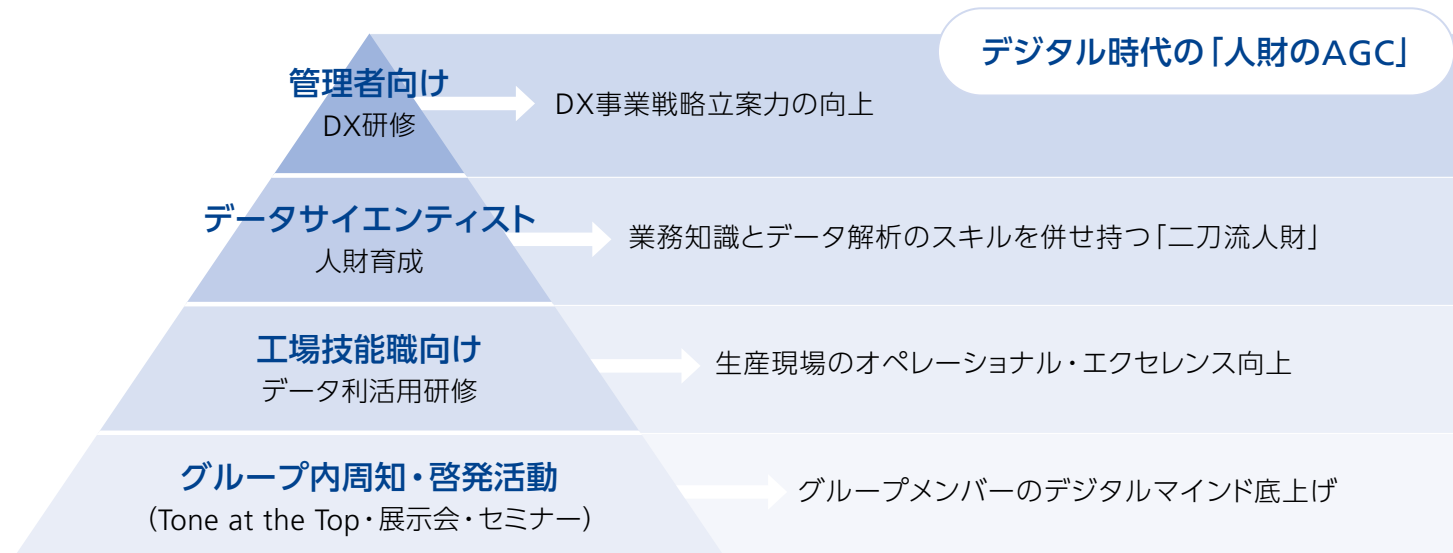 デジタル時代の「人財のAGC」
管理者向け
DX研修
DX事業戦略立案力の向上
データサイエンティスト
人財育成
業務知識とデータ解析のスキルを併せ持つ「二刀流人財」
工場技能職向け
データ利活用研修
生産現場のオペレーショナル・エクセレンス向上
グループ内周知・啓発活動
（Tone at the Top・展示会・セミナー）
グループメンバーのデジタルマインド底上げ